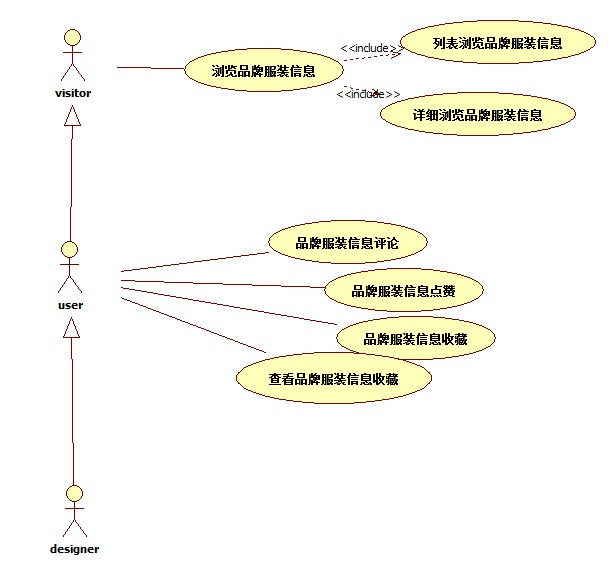 列表浏览品牌服装信息
<<include>>
浏览品牌服装信息
visitor
<<include>>
详细浏览品牌服装信息
品牌服装信息评论
品牌服装信息点赞
user
品牌服装信息收藏
查看品牌服装信息收藏
designer